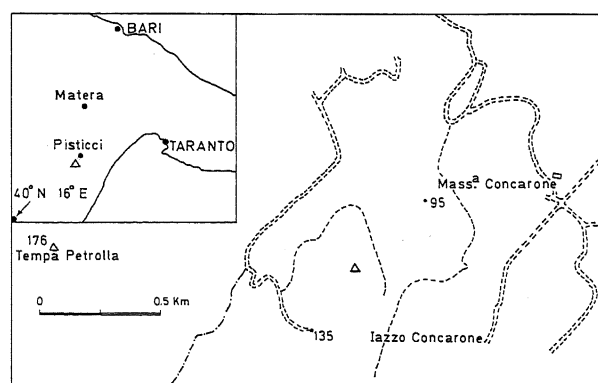 BARI
Matera
Pisticci
TARANTO
40° N 16° E
176
Tempa Petrolla
0 0.5 Km
95
Mass.ª Concarone
135
Iazzo Concarone